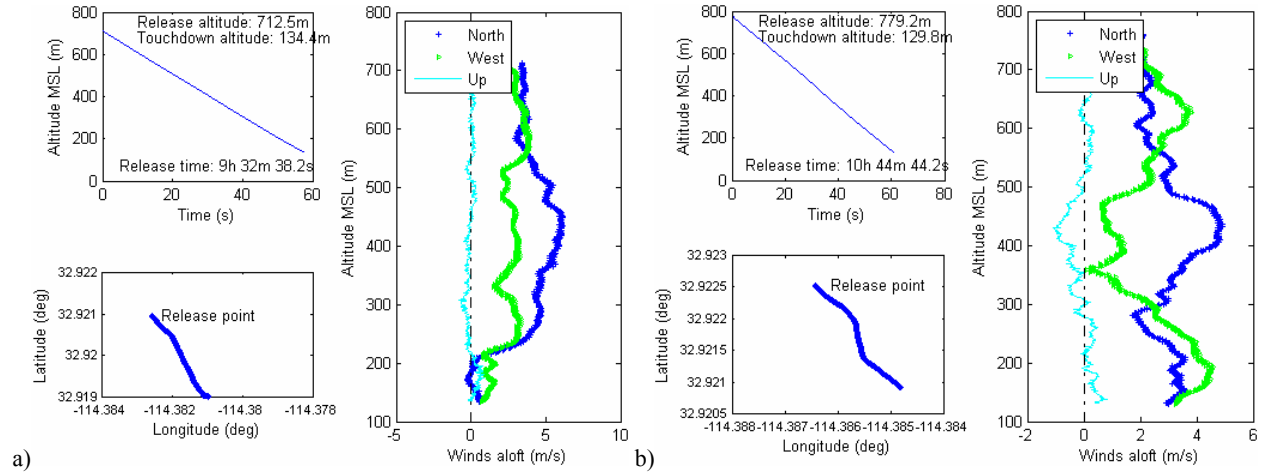 800
600
400
200
0
Altitude MSL (m)
Release altitude: 712.5m
Touchdown altitude: 134.4m
Release time: 9h 32m 38.2s
0
20
40
60
Time (s)
32.922
32.921
32.92
32.919
Latitude (deg)
Release point
-114.384
-114.382
-114.38
-114.378
Longitude (deg)
800
700
600
500
400
300
200
100
Altitude MSL (m)
North
West
Up
-5
0
5
10
Winds aloft (m/s)
a)
800
600
400
200
0
Altitude MSL (m)
Release altitude: 779.2m
Touchdown altitude: 129.8m
Release time: 10h 44m 44.2s
0
20
40
60
80
Time (s)
32.923
32.9225
32.922
32.9215
32.921
32.9205
Latitude (deg)
Release point
-114.388
-114.387
-114.386
-114.385
-114.384
Longitude (deg)
800
700
600
500
400
300
200
100
Altitude MSL (m)
North
West
Up
-2
0
2
4
6
Winds aloft (m/s)
b)